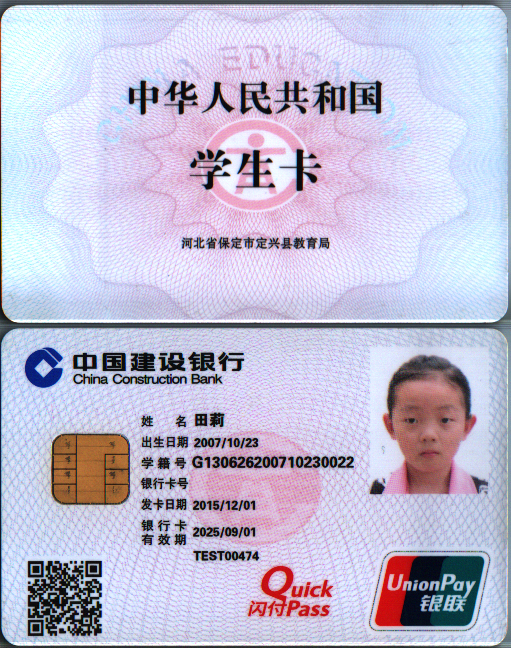 中华人民共和国
学生卡
河北省保定市定兴县教育局
中国建设银行
China Construction Bank
姓 名 田莉
出生日期 2007/10/23
学籍号 G130626200710230022
银行卡号
发卡日期 2015/12/01
银行卡
有效期 2025/09/01
TEST00474
Quick
闪付Pass
UnionPay
银联